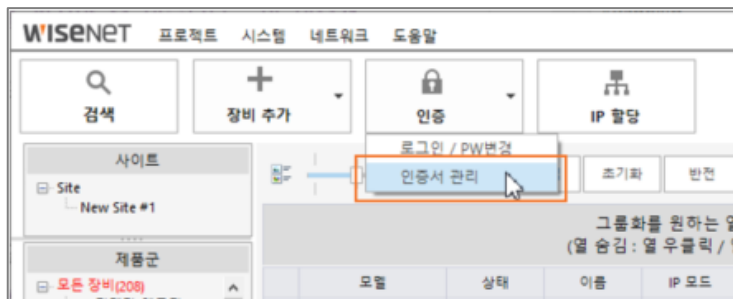 WISENET 프로젝트 시스템 네트워크 도움말
검색 장비 추가 인증 IP 할당
로그인 / PW변경
인증서 관리
초기화 반전
사이트
Site
New Site #1
그룹화를 원하는
(열 숨김 : 열 우클릭 /
제품군
모든 장비(208)
모델 상태 이름 IP 모드